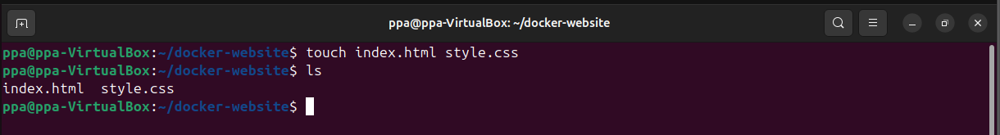 ppa@ppa-VirtualBox: ~/docker-website
ppa@ppa-VirtualBox:~/docker-website$ touch index.html style.css
ppa@ppa-VirtualBox:~/docker-website$ ls
index.html  style.css
ppa@ppa-VirtualBox:~/docker-website$